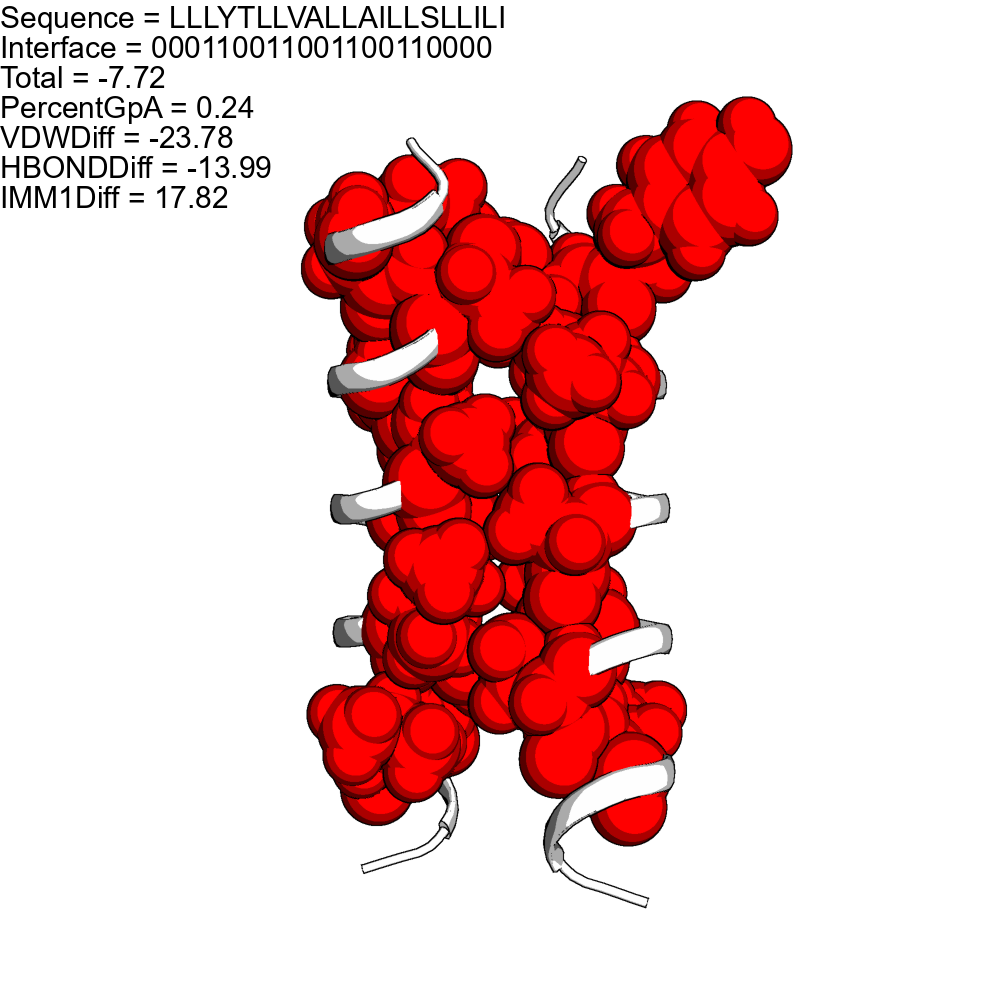 Sequence = LLLYTLLVALLAILLSLLILI
Interface = 000110011001100110000
Total = -7.72
PercentGpA = 0.24
VDWDiff = -23.78
HBONDDiff = -13.99
IMM1Diff = 17.82